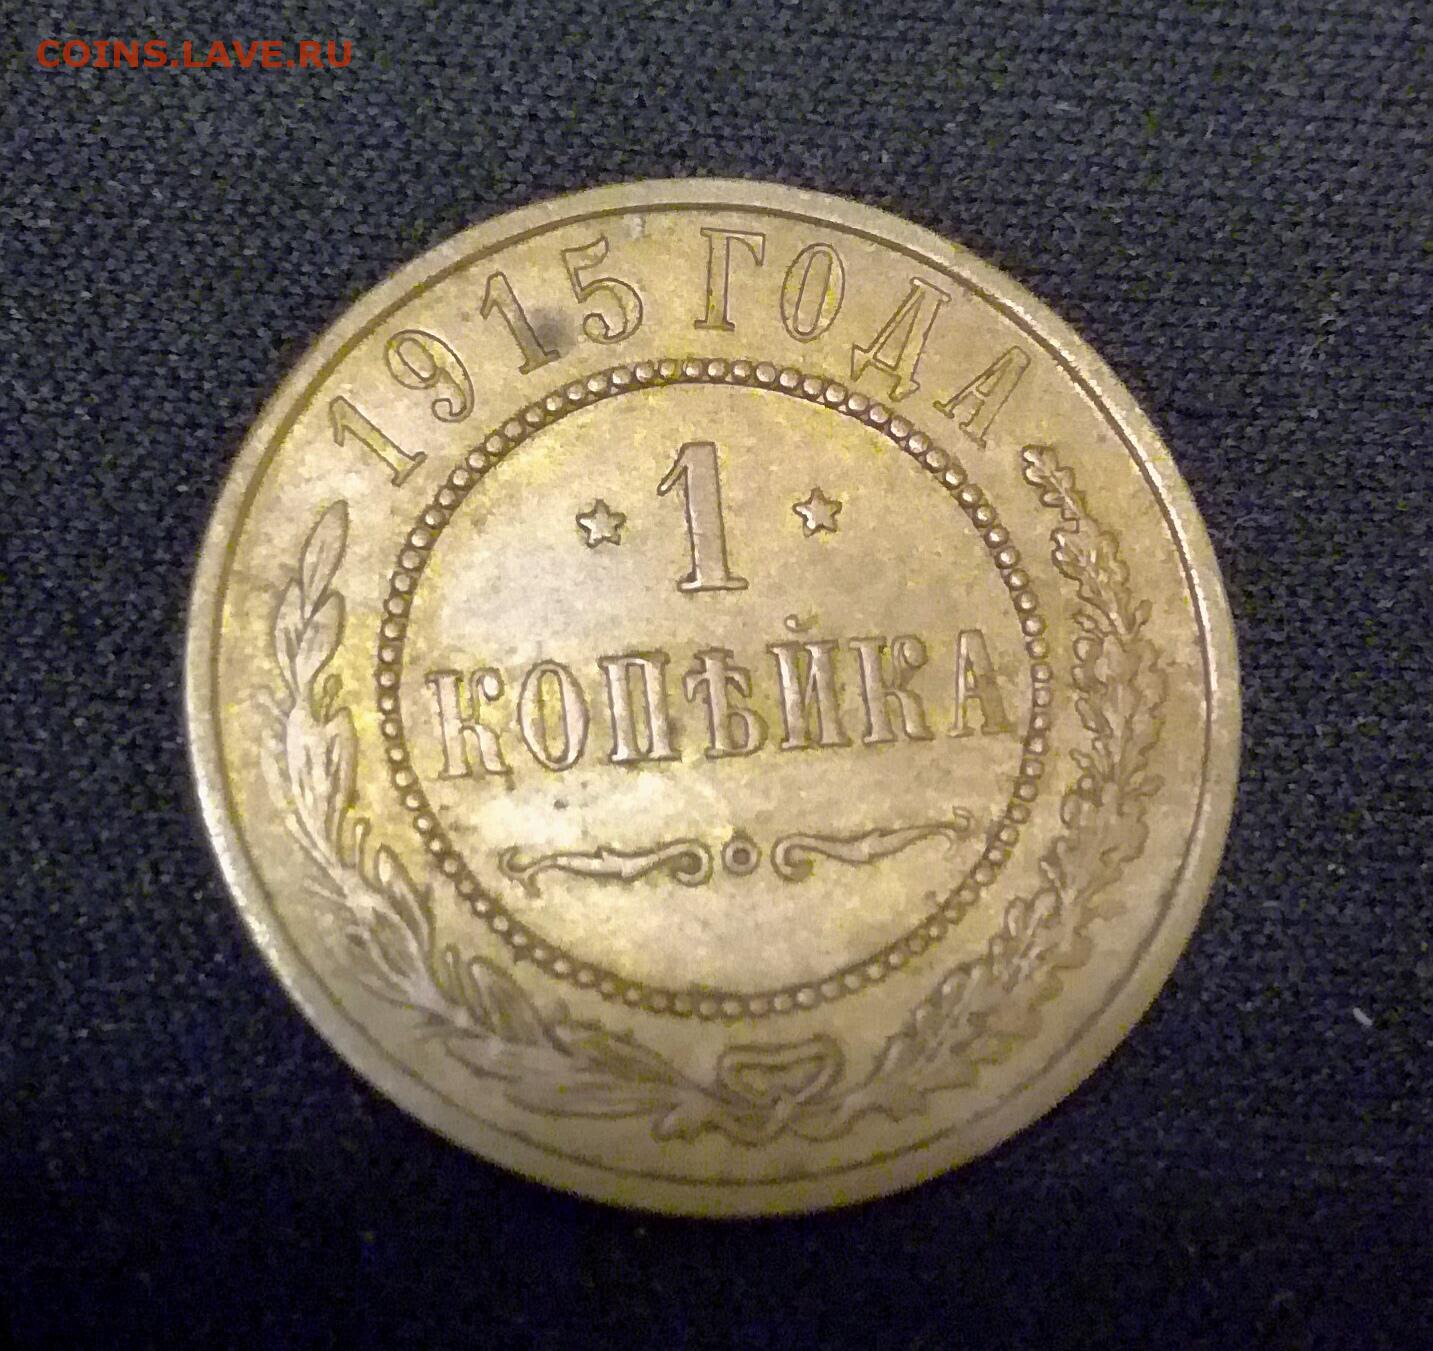 COINS.LAVE.RU
1915 ГОДА
1
КОПѢЙКА